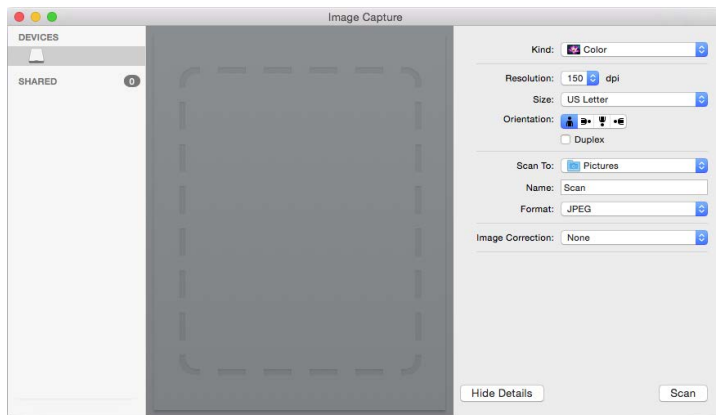 Image Capture
DEVICES
SHARED 0
Kind: Color
Resolution: 150 dpi
Size: US Letter
Orientation:
Duplex
Scan To: Pictures
Name: Scan
Format: JPEG
Image Correction: None
Hide Details Scan